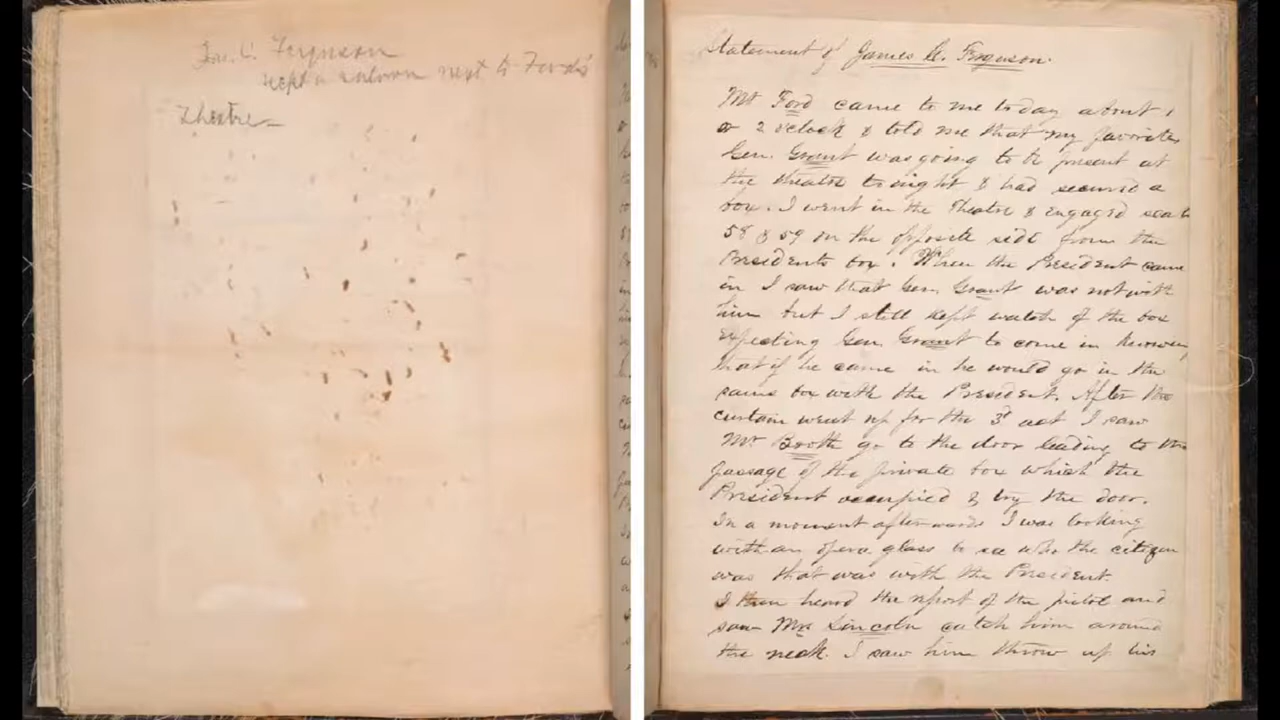 Jas. C. Ferguson
kept a saloon next to Ford's
Theatre
Statement of James C. Ferguson.
Mr Ford came to me today about 1
or 2 o'clock & told me that my favorite
Gen. Grant was going to be present at
the theatre tonight & had secured a
box. I went in the Theatre & engaged seats
58 & 59 on the opposite side from the
Presidents box. When the President came
in I saw that Gen. Grant was not with
him but I still kept watch of the box
expecting Gen. Grant to come in knowing
that if he came in he would go in the
same box with the President. After the
curtain went up for the 3d act I saw
Mr Booth go to the door leading to the
passage of the private box which the
President occupied & try the door.
In a moment afterwards I was looking
with an opera glass to see who the citizen
was that was with the President.
I then heard the report of the pistol and
saw Mrs Lincoln catch him around
the neck. I saw him throw up his